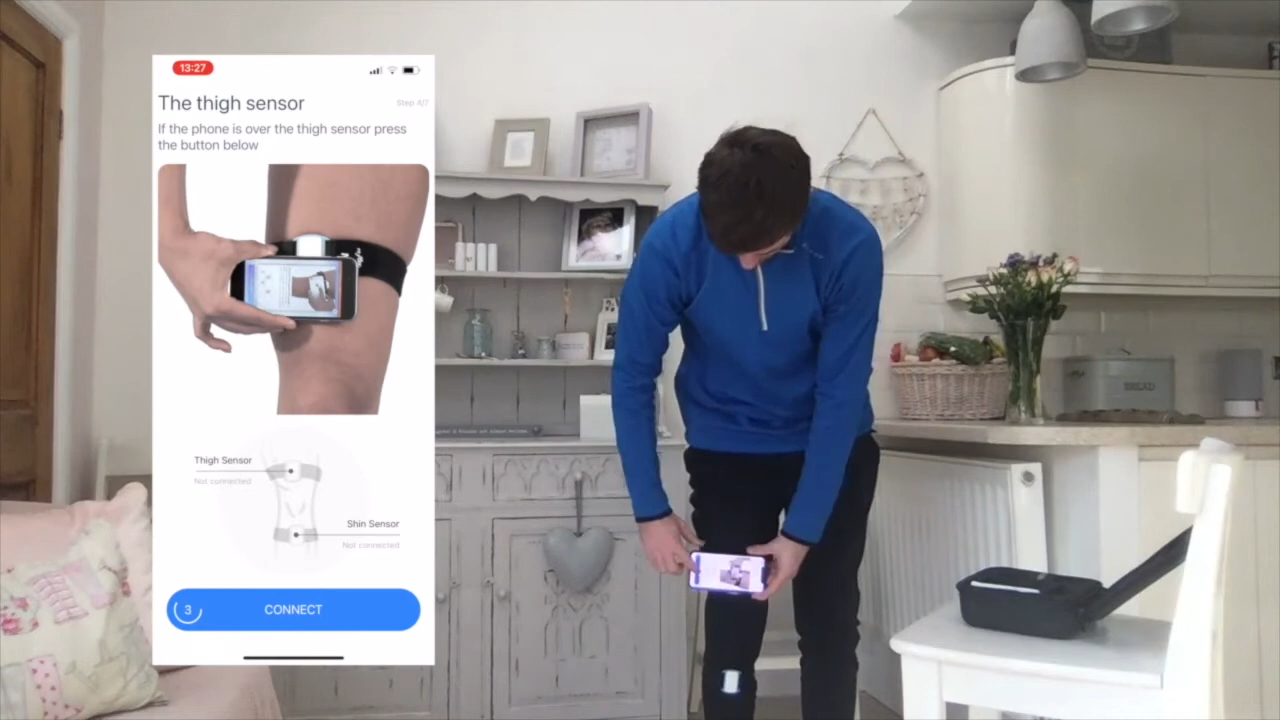 13:27
The thigh sensor
Step 4/7
If the phone is over the thigh sensor press
the button below
Thigh Sensor
Not connected
Shin Sensor
Not connected
3
CONNECT
BREAD